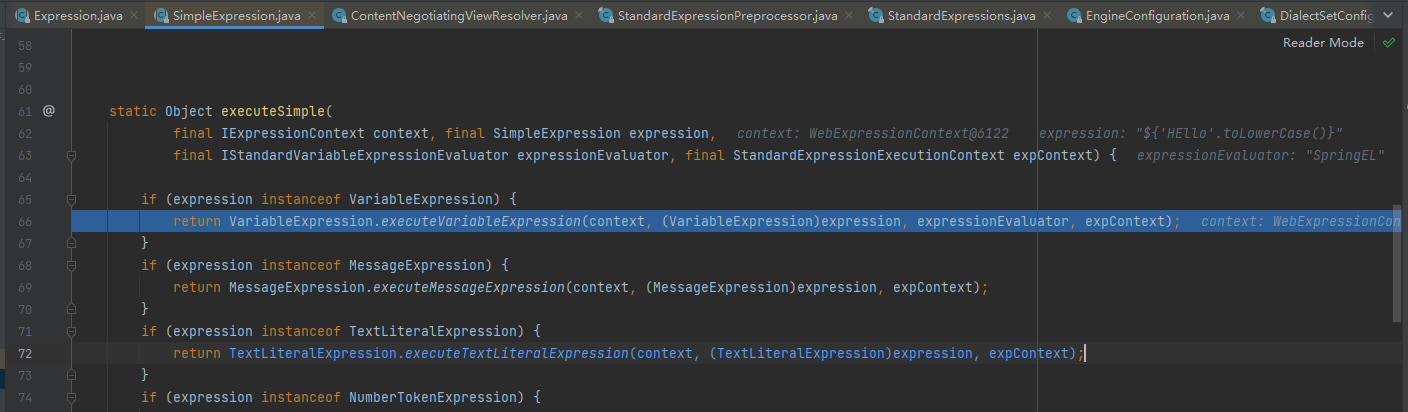 Expression.java SimpleExpression.java ContentNegotiatingViewResolver.java StandardExpressionPreprocessor.java StandardExpressions.java EngineConfiguration.java DialectSetConfig
Reader Mode
58
59
60
61 @ static Object executeSimple(
62 final IExpressionContext context, final SimpleExpression expression, context: WebExpressionContext@6122 expression: "${'HEllo'.toLowerCase()}"
63 final IStandardVariableExpressionEvaluator expressionEvaluator, final StandardExpressionExecutionContext expContext) { expressionEvaluator: "SpringEL"
64
65 if (expression instanceof VariableExpression) {
66 return VariableExpression.executeVariableExpression(context, (VariableExpression)expression, expressionEvaluator, expContext); context: WebExpressionCon
67 }
68 if (expression instanceof MessageExpression) {
69 return MessageExpression.executeMessageExpression(context, (MessageExpression)expression, expContext);
70 }
71 if (expression instanceof TextLiteralExpression) {
72 return TextLiteralExpression.executeTextLiteralExpression(context, (TextLiteralExpression)expression, expContext);
73 }
74 if (expression instanceof NumberTokenExpression) {